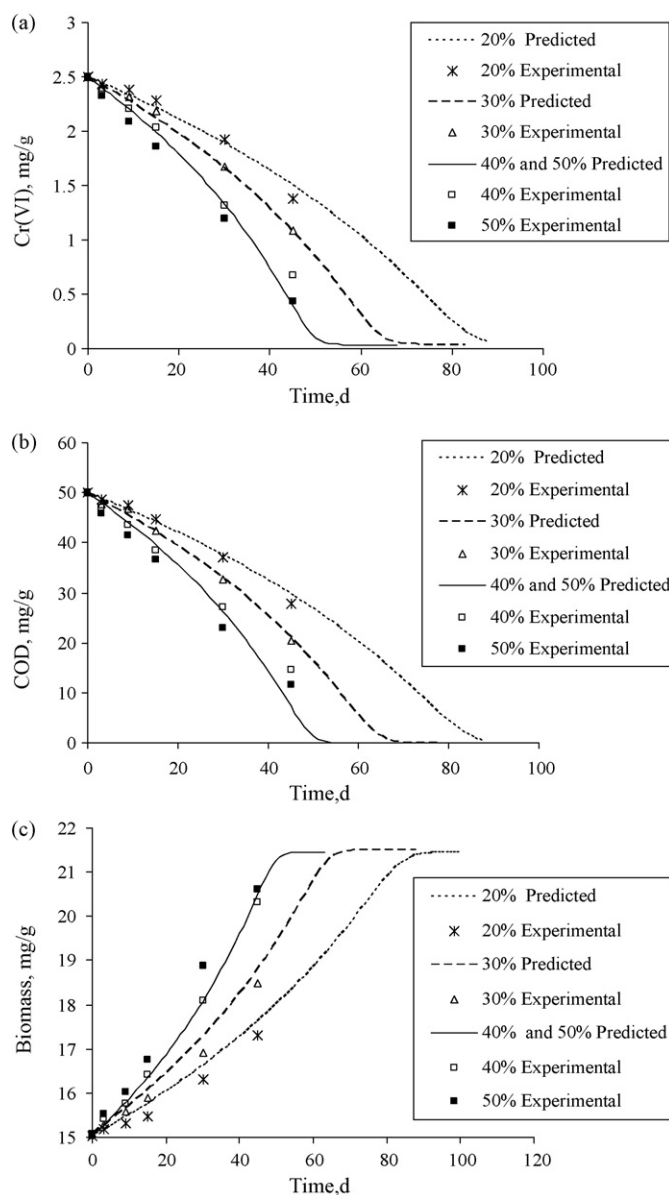 (a)
3
2.5
2
1.5
1
0.5
0
Cr(VI), mg/g
0 20 40 60 80 100
Time,d
20% Predicted
20% Experimental
30% Predicted
30% Experimental
40% and 50% Predicted
40% Experimental
50% Experimental
(b)
60
50
40
30
20
10
0
COD, mg/g
0 20 40 60 80 100
Time,d
20% Predicted
20% Experimental
30% Predicted
30% Experimental
40% and 50% Predicted
40% Experimental
50% Experimental
(c)
22
21
20
19
18
17
16
15
Biomass, mg/g
0 20 40 60 80 100 120
Time,d
20% Predicted
20% Experimental
30% Predicted
30% Experimental
40% and 50% Predicted
40% Experimental
50% Experimental